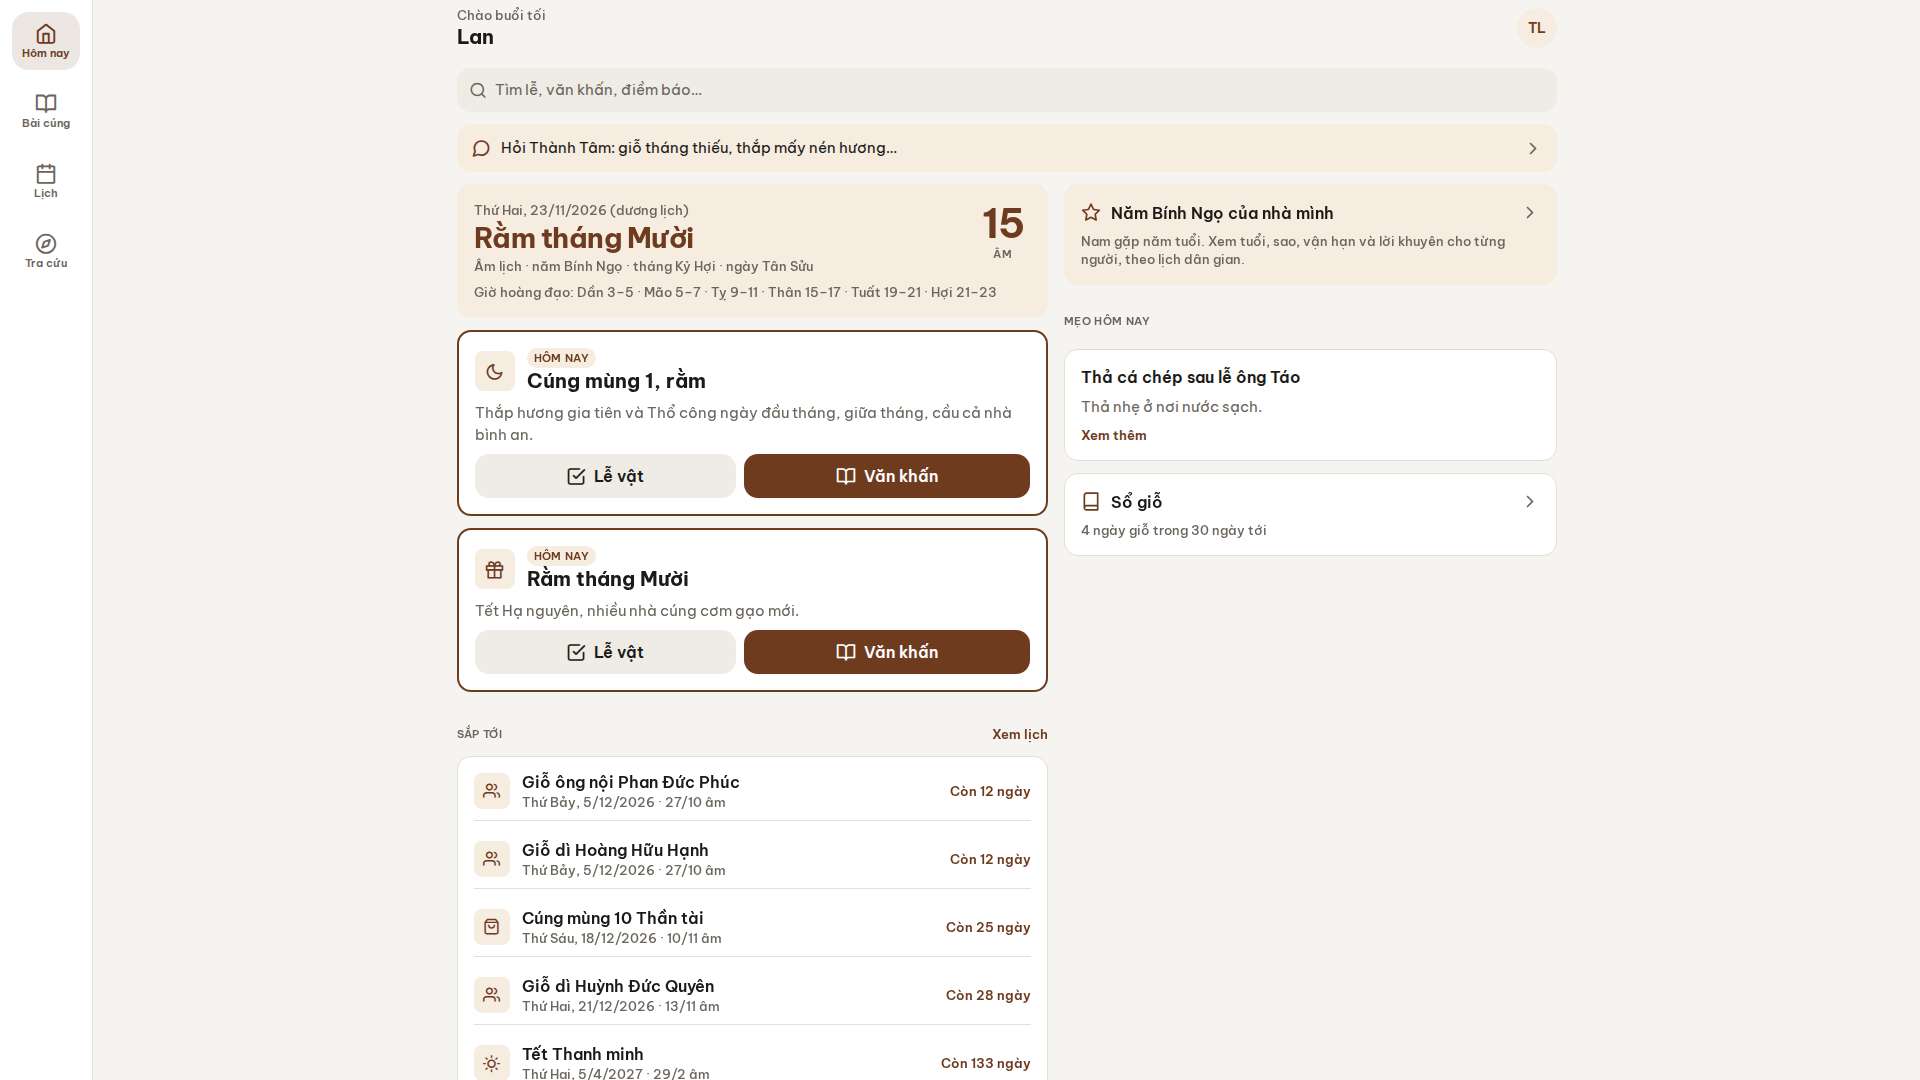 Hôm nay
Bài cúng
Lịch
Tra cứu
Chào buổi tối
Lan
TL
Tìm lễ, văn khấn, điềm báo...
Hỏi Thành Tâm: giỗ tháng thiếu, thắp mấy nén hương...
Thứ Hai, 23/11/2026 (dương lịch)
Rằm tháng Mười
Âm lịch · năm Bính Ngọ · tháng Kỷ Hợi · ngày Tân Sửu
Giờ hoàng đạo: Dần 3–5 · Mão 5–7 · Tỵ 9–11 · Thân 15–17 · Tuất 19–21 · Hợi 21–23
15
ÂM
HÔM NAY
Cúng mùng 1, rằm
Thắp hương gia tiên và Thổ công ngày đầu tháng, giữa tháng, cầu cả nhà
bình an.
Lễ vật
Văn khấn
HÔM NAY
Rằm tháng Mười
Tết Hạ nguyên, nhiều nhà cúng cơm gạo mới.
Lễ vật
Văn khấn
SẮP TỚI
Xem lịch
Giỗ ông nội Phan Đức Phúc
Thứ Bảy, 5/12/2026 · 27/10 âm
Còn 12 ngày
Giỗ dì Hoàng Hữu Hạnh
Thứ Bảy, 5/12/2026 · 27/10 âm
Còn 12 ngày
Cúng mùng 10 Thần tài
Thứ Sáu, 18/12/2026 · 10/11 âm
Còn 25 ngày
Giỗ dì Huỳnh Đức Quyên
Thứ Hai, 21/12/2026 · 13/11 âm
Còn 28 ngày
Tết Thanh minh
Thứ Hai, 5/4/2027 · 29/2 âm
Còn 133 ngày
Năm Bính Ngọ của nhà mình
Nam gặp năm tuổi. Xem tuổi, sao, vận hạn và lời khuyên cho từng
người, theo lịch dân gian.
MẸO HÔM NAY
Thả cá chép sau lễ ông Táo
Thả nhẹ ở nơi nước sạch.
Xem thêm
Sổ giỗ
4 ngày giỗ trong 30 ngày tới